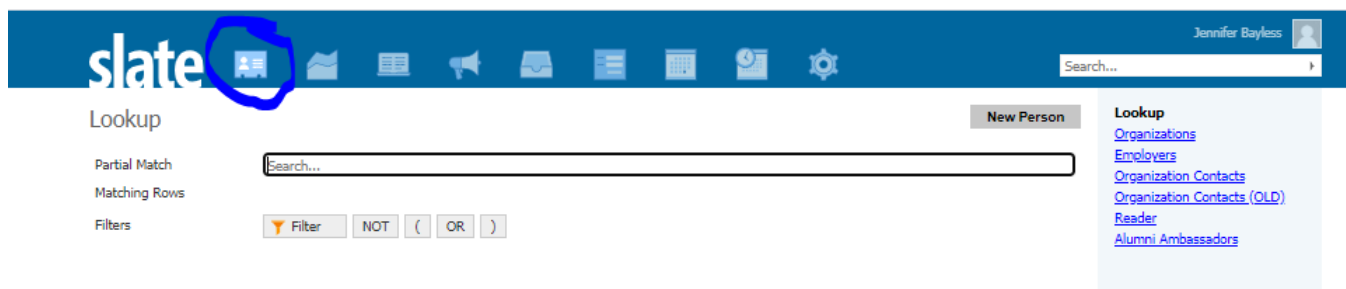 Jennifer Bayless
slate
Search...
Lookup
New Person
Partial Match
Search...
Matching Rows
Filters
Filter NOT ( OR )
Lookup
Organizations
Employers
Organization Contacts
Organization Contacts (OLD)
Reader
Alumni Ambassadors